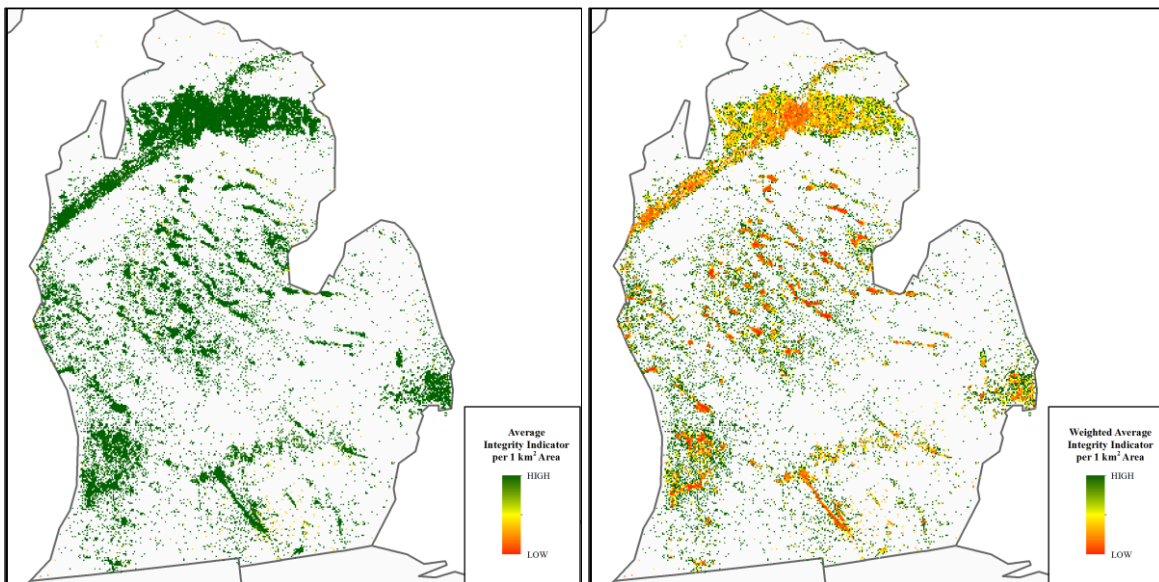 Average
Integrity Indicator
per 1 km² Area
HIGH
LOW
Weighted Average
Integrity Indicator
per 1 km² Area
HIGH
LOW